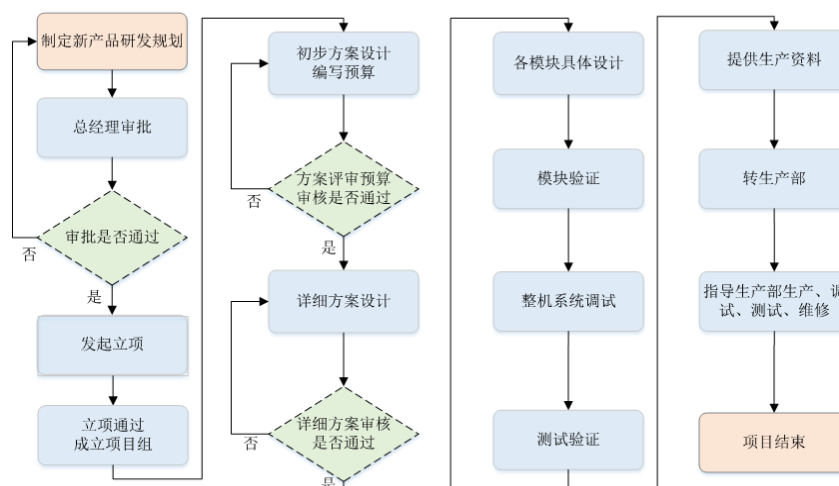 制定新产品研发规划
总经理审批
审批是否通过
否
是
发起立项
立项通过
成立项目组
初步方案设计
编写预算
方案评审预算
审核是否通过
否
是
详细方案设计
详细方案审核
是否通过
否
是
各模块具体设计
模块验证
整机系统调试
测试验证
提供生产资料
转生产部
指导生产部生产、调
试、测试、维修
项目结束